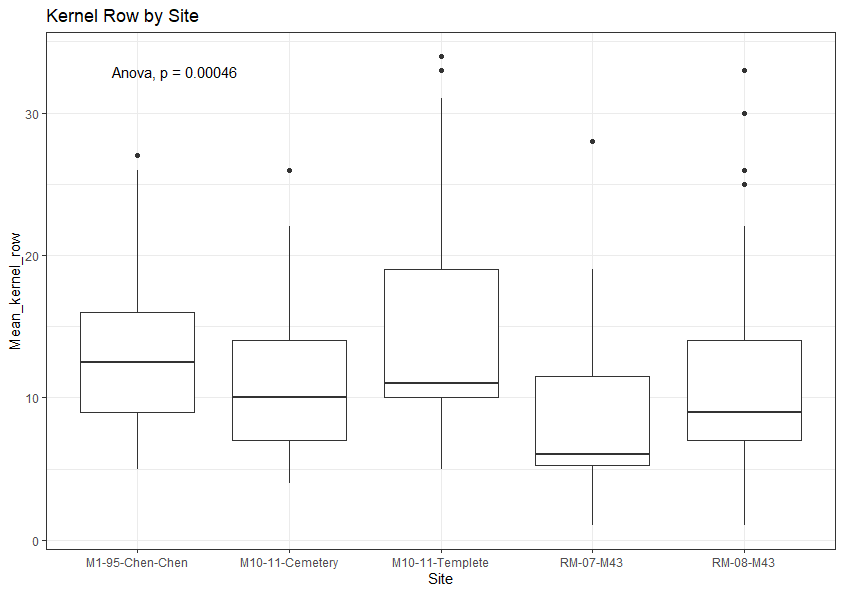 Kernel Row by Site
Anova, p = 0.00046
30
20
10
0
Mean_kernel_row
M1-95-Chen-Chen
M10-11-Cemetery
M10-11-Templete
RM-07-M43
RM-08-M43
Site